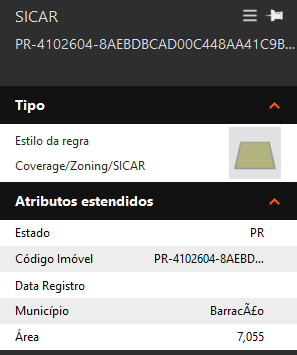 SICAR
PR-4102604-8AEBDBCAD00C448AA41C9B...
Tipo
Estilo da regra
Coverage/Zoning/SICAR
Atributos estendidos
Estado PR
Código Imóvel PR-4102604-8AEBD...
Data Registro
Município BarracÃ£o
Área 7,055